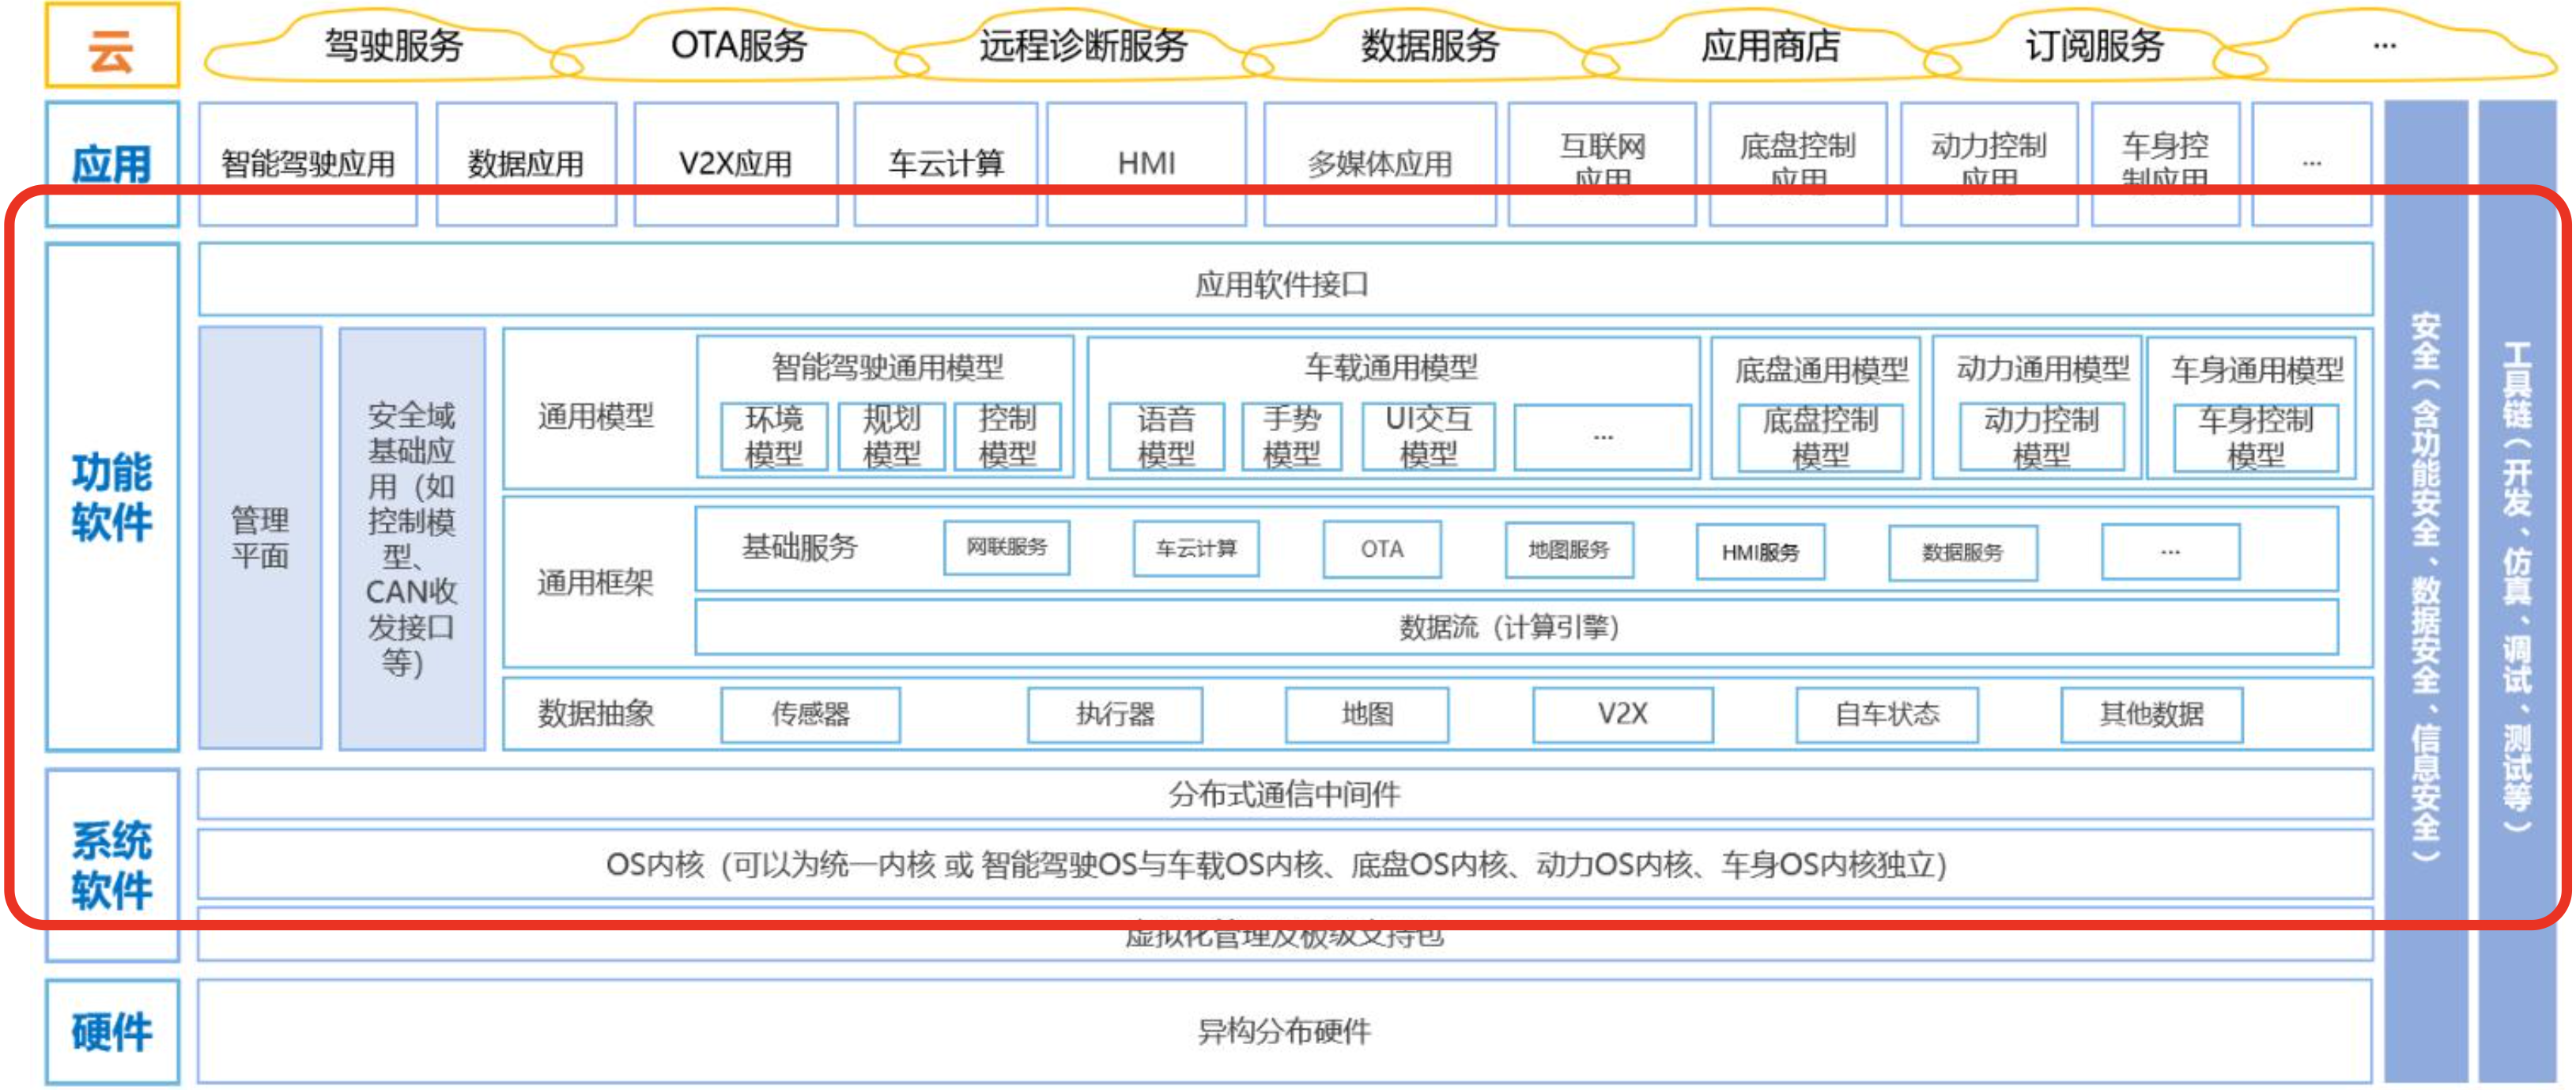 云
驾驶服务
OTA服务
远程诊断服务
数据服务
应用商店
订阅服务
...
应用
智能驾驶应用
数据应用
V2X应用
车云计算
HMI
多媒体应用
互联网
应用
底盘控制
应用
动力控制
应用
车身控
制应用
...
功能
软件
应用软件接口
管理
平面
安全域
基础应
用（如
控制模
型、
CAN收
发接口
等）
通用模型
智能驾驶通用模型
环境
模型
规划
模型
控制
模型
车载通用模型
语音
模型
手势
模型
UI交互
模型
...
底盘通用模型
底盘控制
模型
动力通用模型
动力控制
模型
车身通用模型
车身控制
模型
通用框架
基础服务
网联服务
车云计算
OTA
地图服务
HMI服务
数据服务
...
数据流（计算引擎）
数据抽象
传感器
执行器
地图
V2X
自车状态
其他数据
系统
软件
分布式通信中间件
OS内核（可以为统一内核 或 智能驾驶OS与车载OS内核、底盘OS内核、动力OS内核、车身OS内核独立）
虚拟化管理及板级支持包
硬件
异构分布硬件
安全（含功能安全、数据安全、信息安全）
工具链（开发、仿真、调试、测试等）